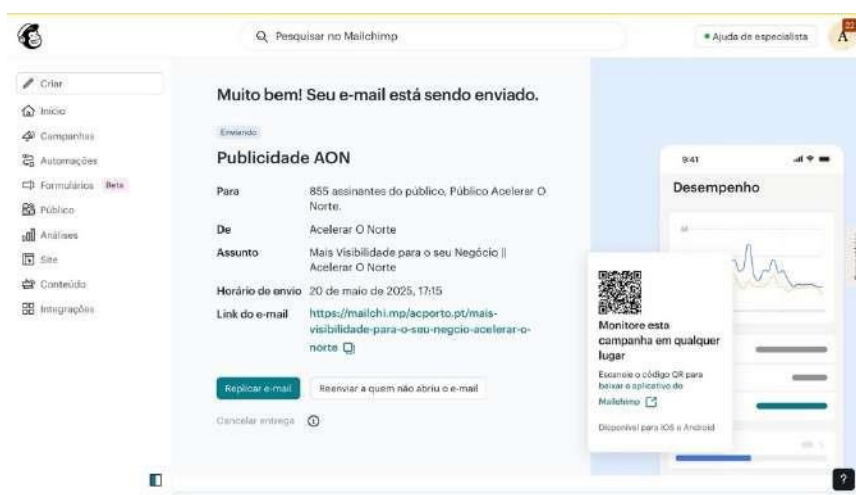 Pesquisar no Mailchimp
Ajuda de especialista
22
A
Criar
Início
Campanhas
Automações
Formulários Beta
Público
Análises
Site
Conteúdo
Integrações
Muito bem! Seu e-mail está sendo enviado.
Enviando
Publicidade AON
Para 855 assinantes do público, Público Acelerar O
Norte.
De Acelerar O Norte
Assunto Mais Visibilidade para o seu Negócio ||
Acelerar O Norte
Horário de envio 20 de maio de 2025, 17:15
Link do e-mail https://mailchi.mp/acporto.pt/mais-
visibilidade-para-o-seu-negcio-acelerar-o-
norte
Replicar e-mail Reenviar a quem não abriu o e-mail
Cancelar entrega
9:41
Desempenho
Monitore esta
campanha em qualquer
lugar
Escaneie o código QR para
baixar o aplicativo do
Mailchimp
Disponível para iOS e Android
?